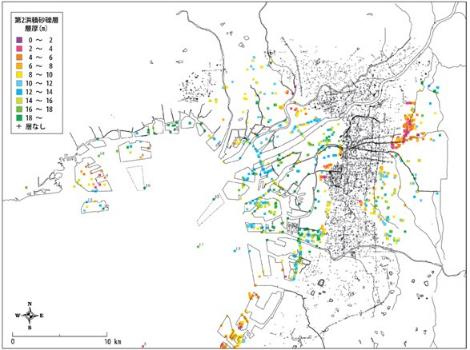 第2洪積砂礫層
層厚(m)
0 ～ 2
2 ～ 4
4 ～ 6
6 ～ 8
8 ～ 10
10 ～ 12
12 ～ 14
14 ～ 16
16 ～ 18
18 ～
+ 層なし
N
W E
S
0 10 km